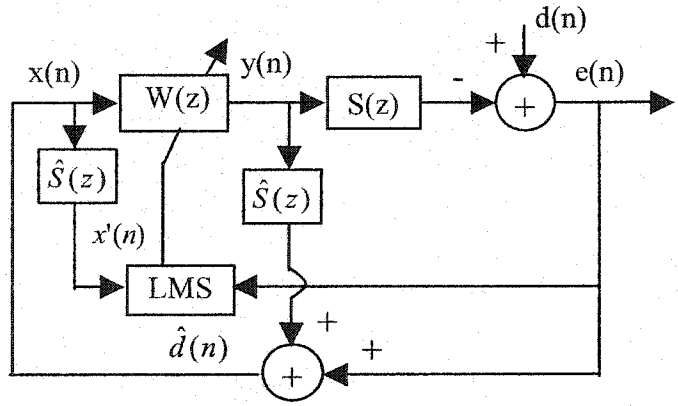 d(n)
+
x(n)
y(n)
e(n)
W(z)
S(z)
-
+
Ŝ(z)
Ŝ(z)
x'(n)
LMS
d̂(n)
+
+
+